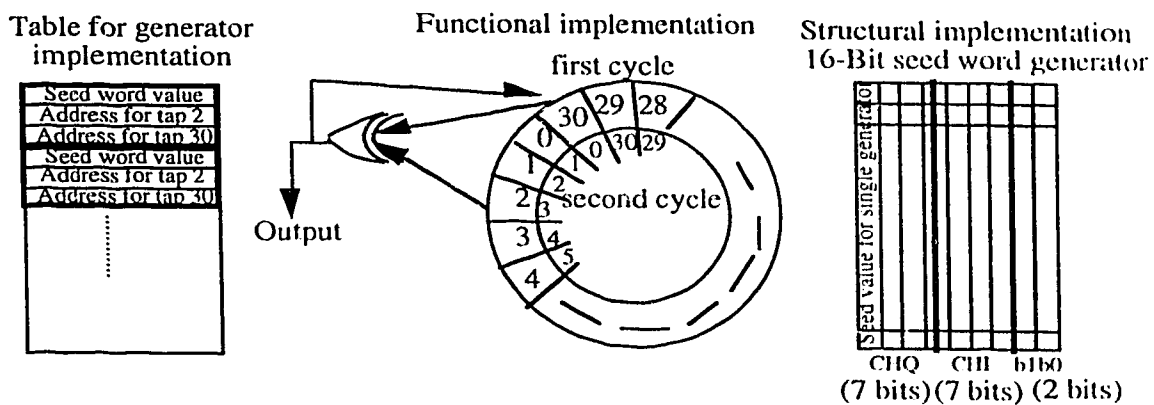 Table for generator
implementation
Seed word value
Address for tap 2
Address for tap 30
Seed word value
Address for tap 2
Address for tap 30
Functional implementation
first cycle
28
29
30
0
1
2
3
4
29
30
0
1
2
3
4
5
second cycle
Output
Structural implementation
16-Bit seed word generator
Seed value for single generator
CHQ CHI b1b0
(7 bits) (7 bits) (2 bits)